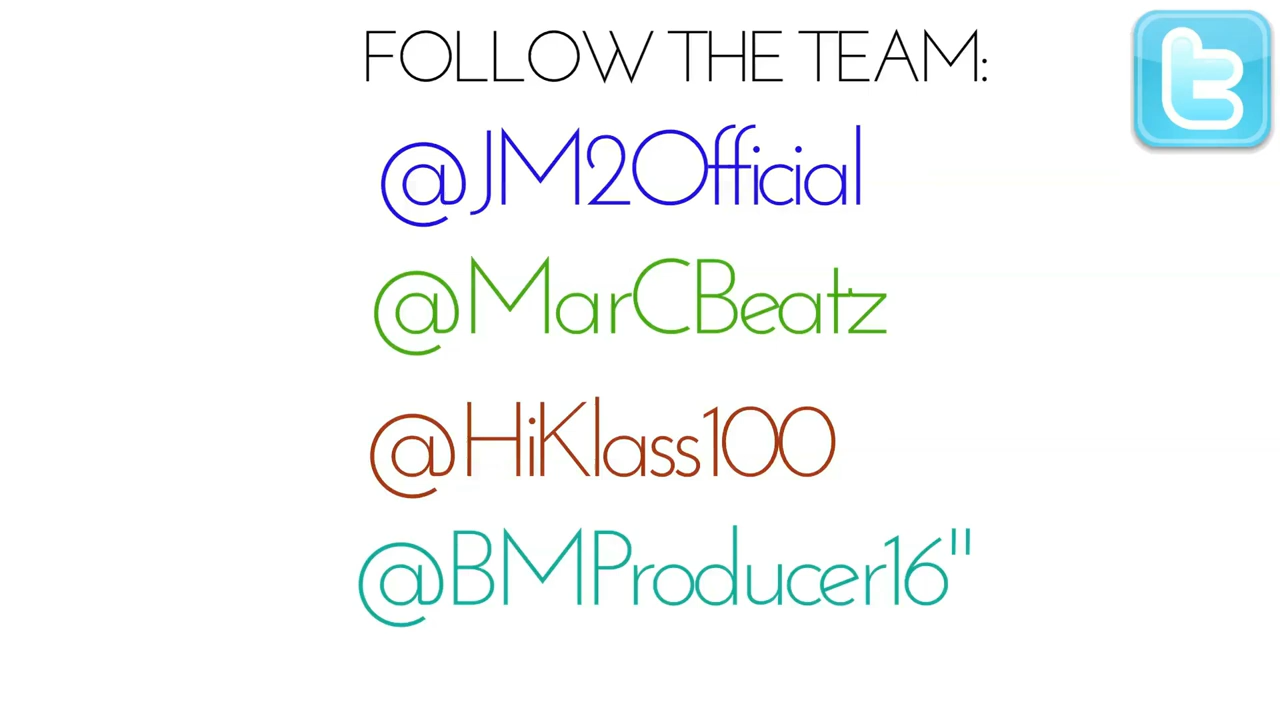 FOLLOW THE TEAM:
@JM2Official
@MarCBeatz
@HiKlass100
@BMProducer16"